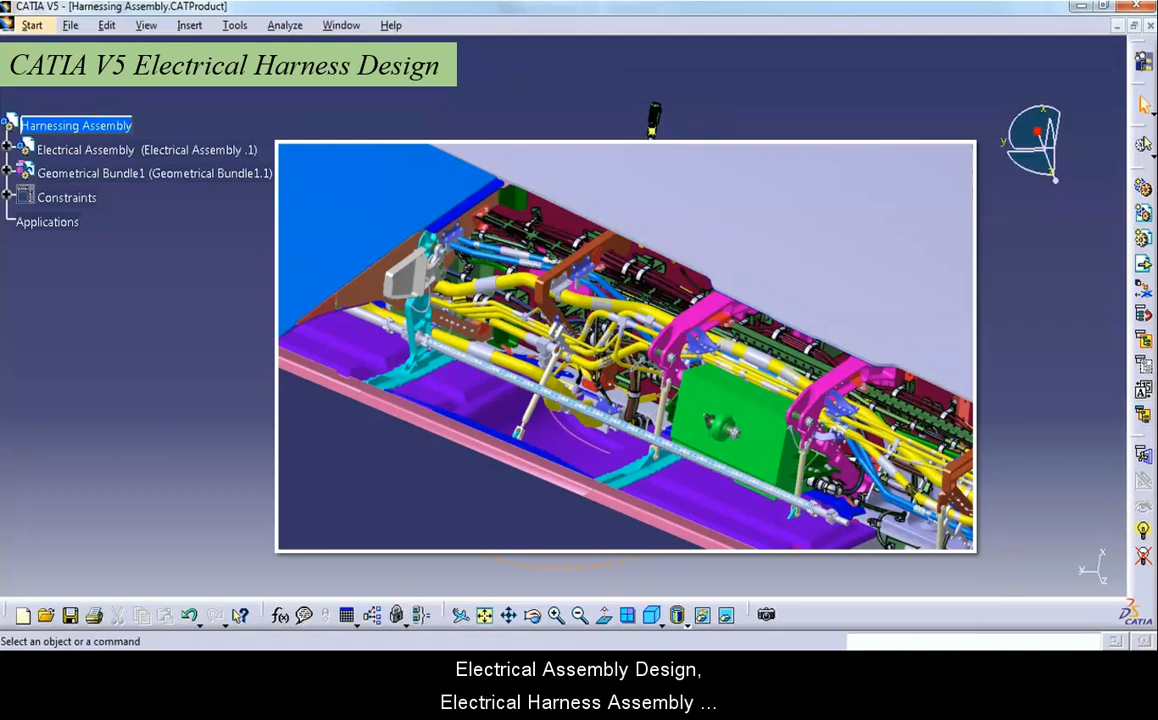 CATIA V5 - [Harnessing Assembly.CATProduct]
Start File Edit View Insert Tools Analyze Window Help
CATIA V5 Electrical Harness Design
Harnessing Assembly
Electrical Assembly (Electrical Assembly .1)
Geometrical Bundle1 (Geometrical Bundle1.1)
Constraints
Applications
x
y
z
x
y
z
f(x)
CATIA
Select an object or a command
Electrical Assembly Design,
Electrical Harness Assembly ...